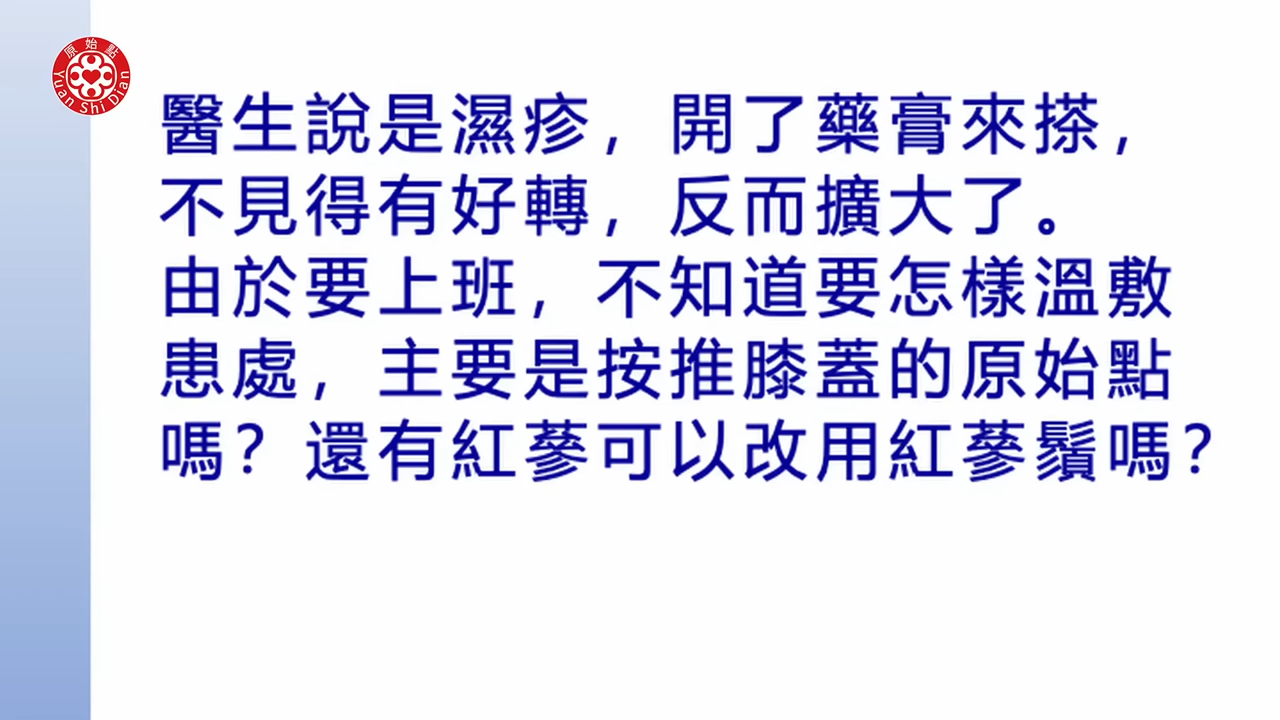 原始點
Yuan Shi Dian
醫生說是濕疹，開了藥膏來搽，
不見得有好轉，反而擴大了。
由於要上班，不知道要怎樣溫敷
患處，主要是按推膝蓋的原始點
嗎？還有紅蔘可以改用紅蔘鬚嗎？